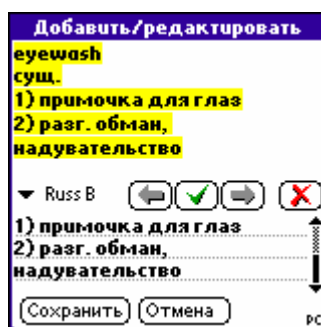 Добавить/редактировать
eyewash
сущ.
1) примочка для глаз
2) разг. обман,
надувательство
Russ B
1) примочка для глаз
2) разг. обман,
надувательство
Сохранить Отмена
РС